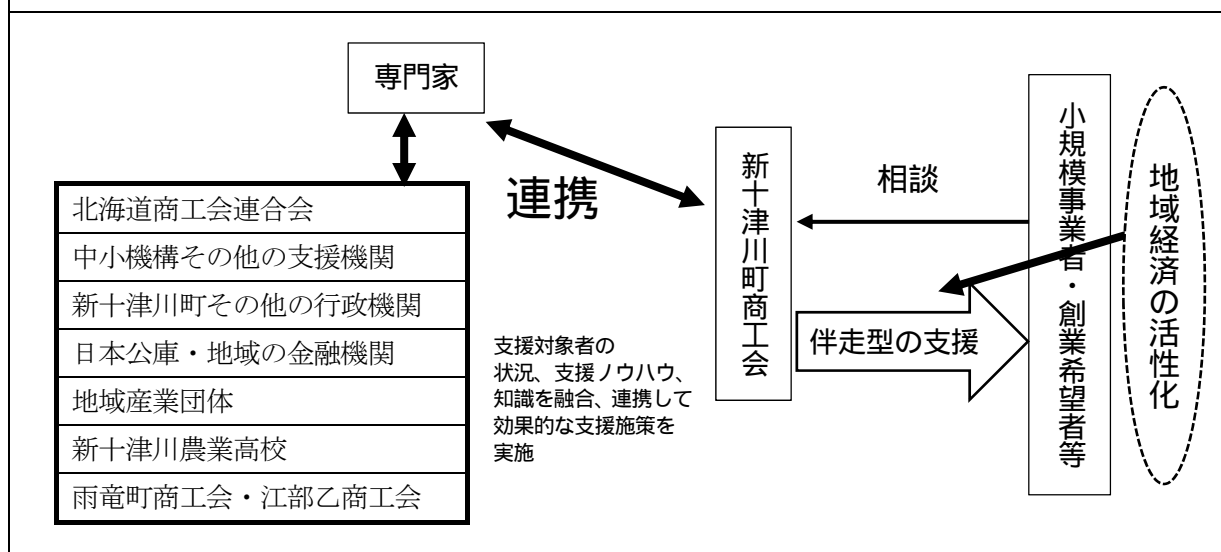 専門家
北海道商工会連合会
中小機構その他の支援機関
新十津川町その他の行政機関
日本公庫・地域の金融機関
地域産業団体
新十津川農業高校
雨竜町商工会・江部乙商工会
連携
支援対象者の
状況、支援ノウハウ、
知識を融合、連携して
効果的な支援施策を
実施
新十津川町商工会
相談
伴走型の支援
小規模事業者・創業希望者等
地域経済の活性化